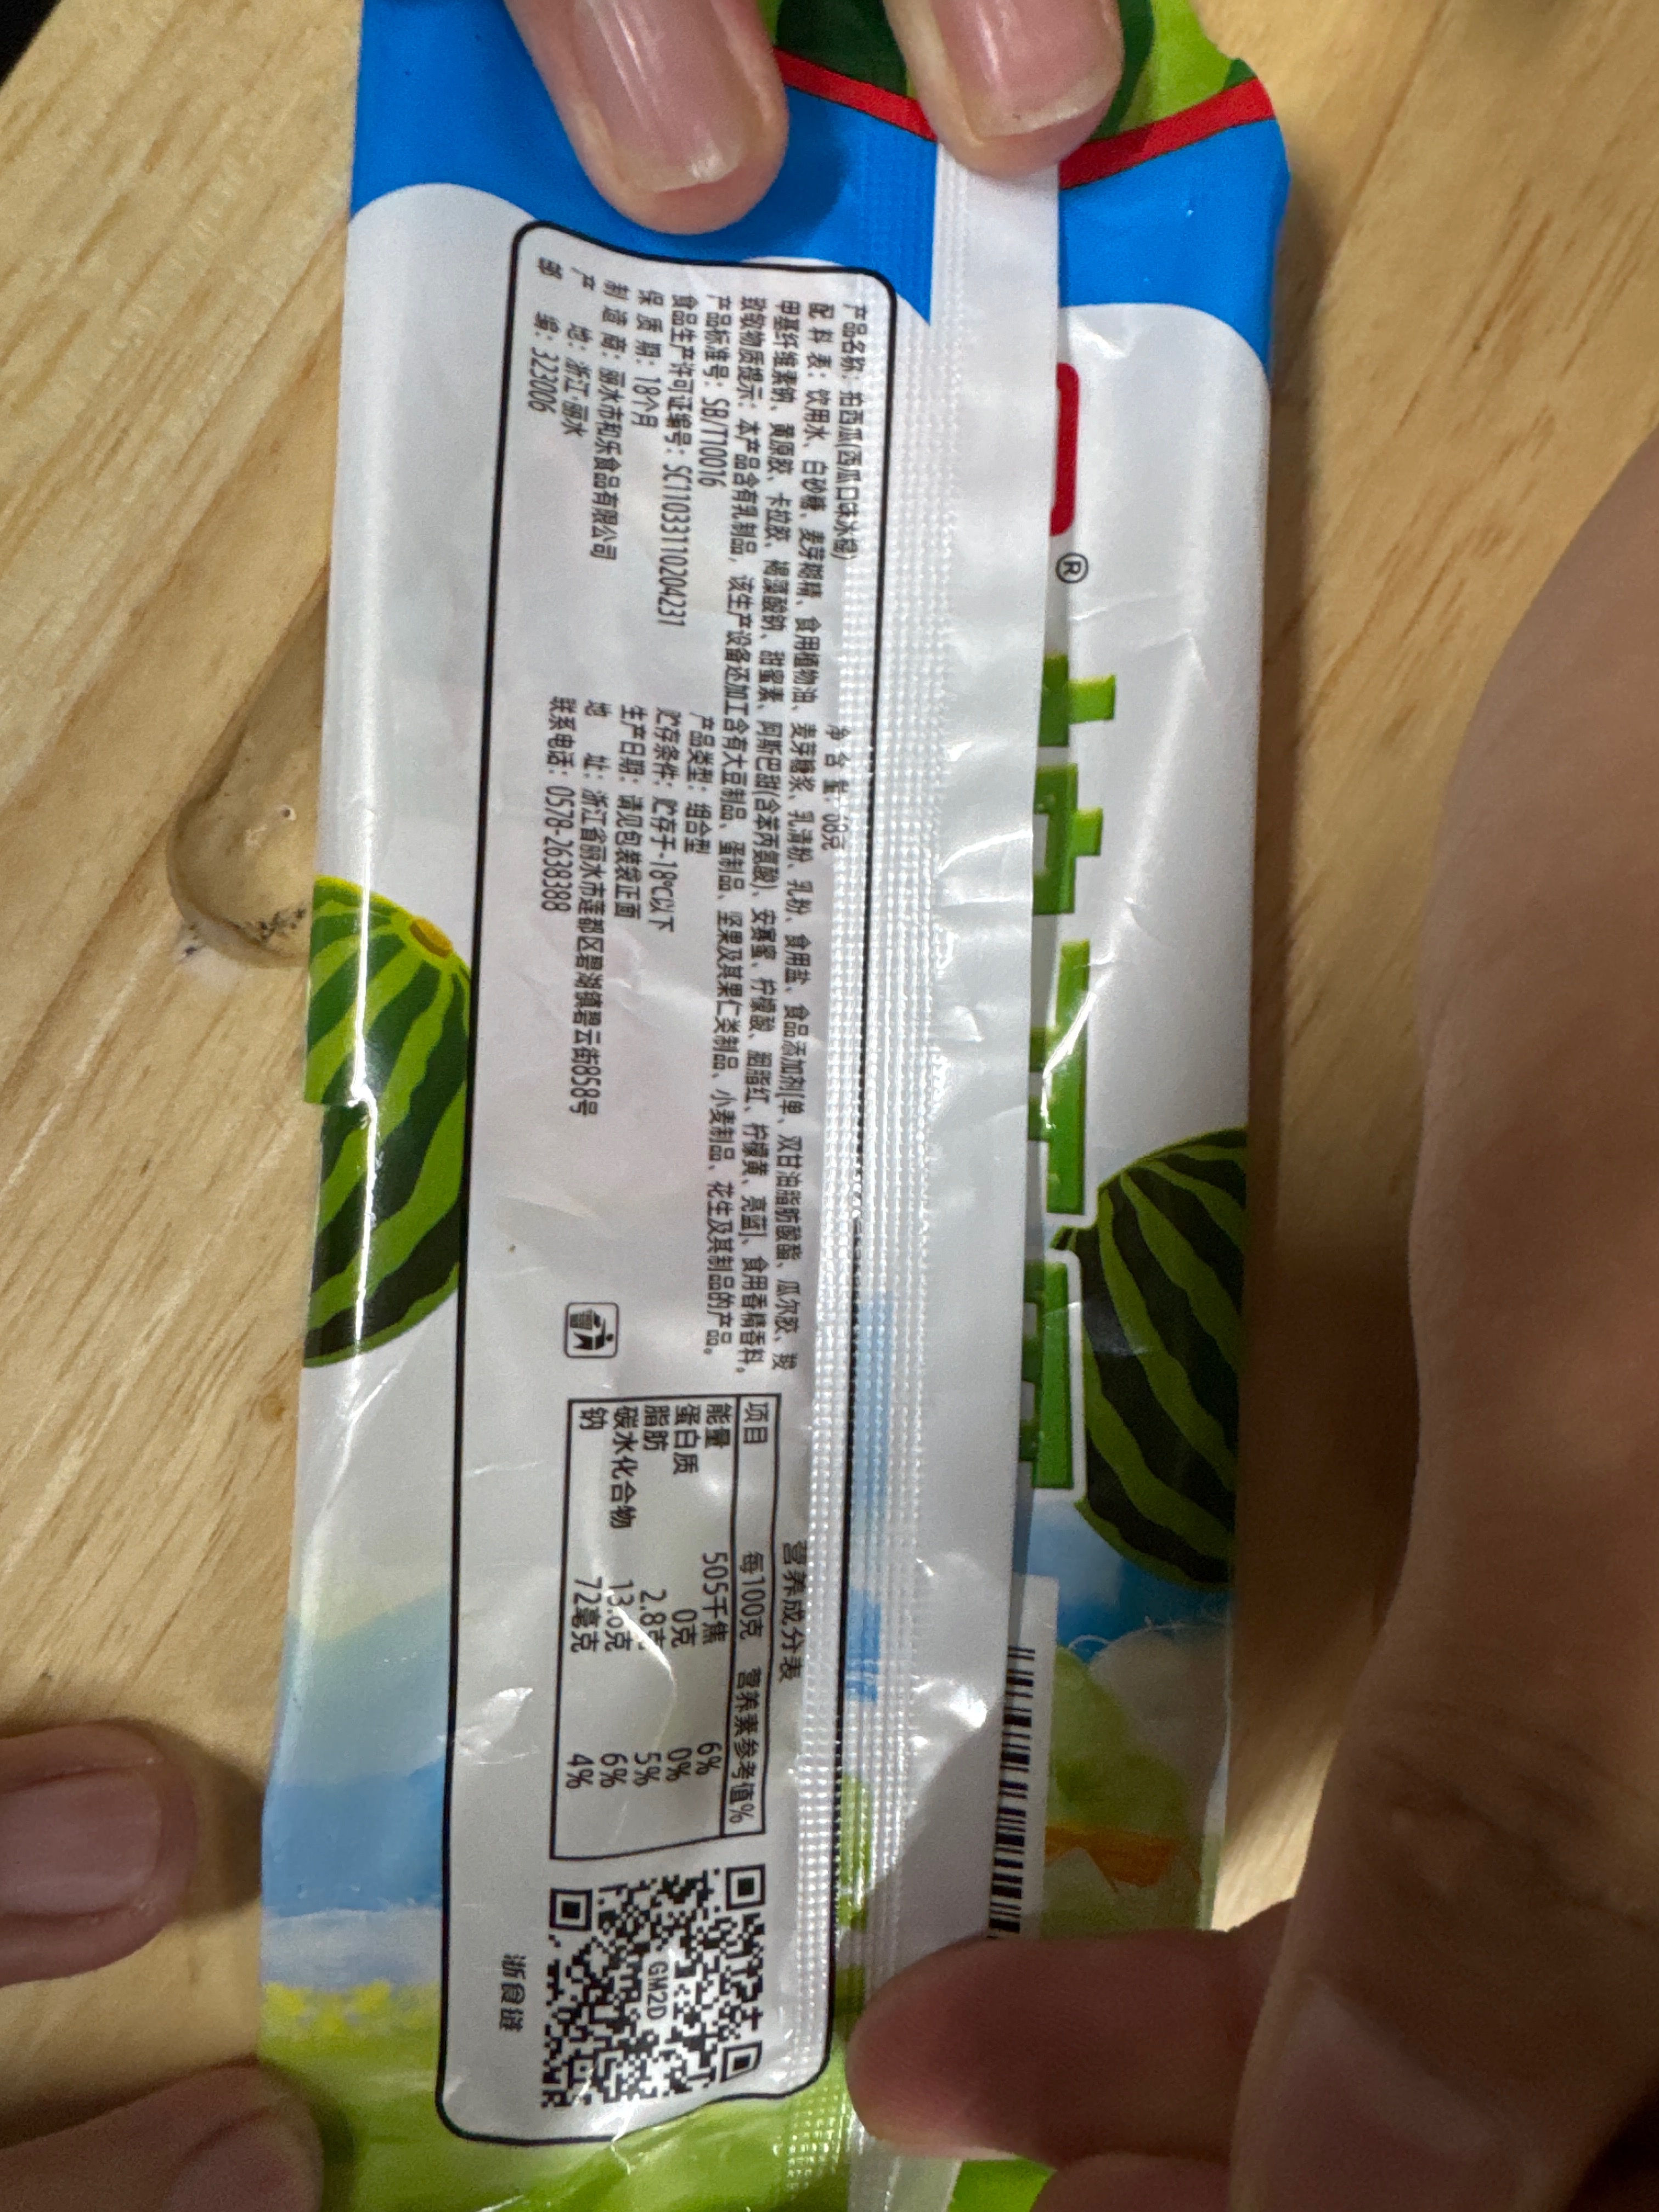 ®
产品名称：拍西瓜(西瓜口味冰棍) 净含量：68克
配料表：饮用水、白砂糖、麦芽糊精、食用植物油、麦芽糖浆、乳清粉、乳粉、食用盐、食品添加剂(单、双甘油脂肪酸酯、瓜尔胶、羧
甲基纤维素钠、黄原胶、卡拉胶、褐藻酸钠、甜蜜素、阿斯巴甜(含苯丙氨酸)、安赛蜜、柠檬酸、胭脂红、柠檬黄、亮蓝)、食用香精香料。
致敏物质提示：本产品含有乳制品，该生产设备还加工含有大豆制品、蛋制品、坚果及其果仁类制品、小麦制品、花生及其制品的产品。
产品标准号：SB/T10016 产品类型：组合型
食品生产许可证编号：SC11033110204231 贮存条件：贮存于-18℃以下
保质期：18个月 生产日期：请见包装袋正面
制造商：丽水市和乐食品有限公司 地址：浙江省丽水市莲都区碧湖镇碧云街858号
产地：浙江·丽水 联系电话：0578-2638388
邮编：323006
营养成分表
项目 每100克 营养素参考值%
能量 505千焦 6%
蛋白质 0克 0%
脂肪 2.8克 5%
碳水化合物 13.6克 6%
钠 72毫克 4%
GM2D
浙食链